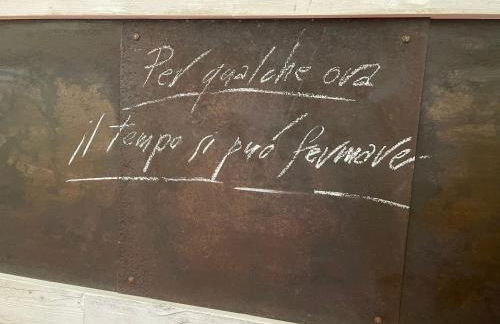 Per qualche ora
il tempo si può fermare